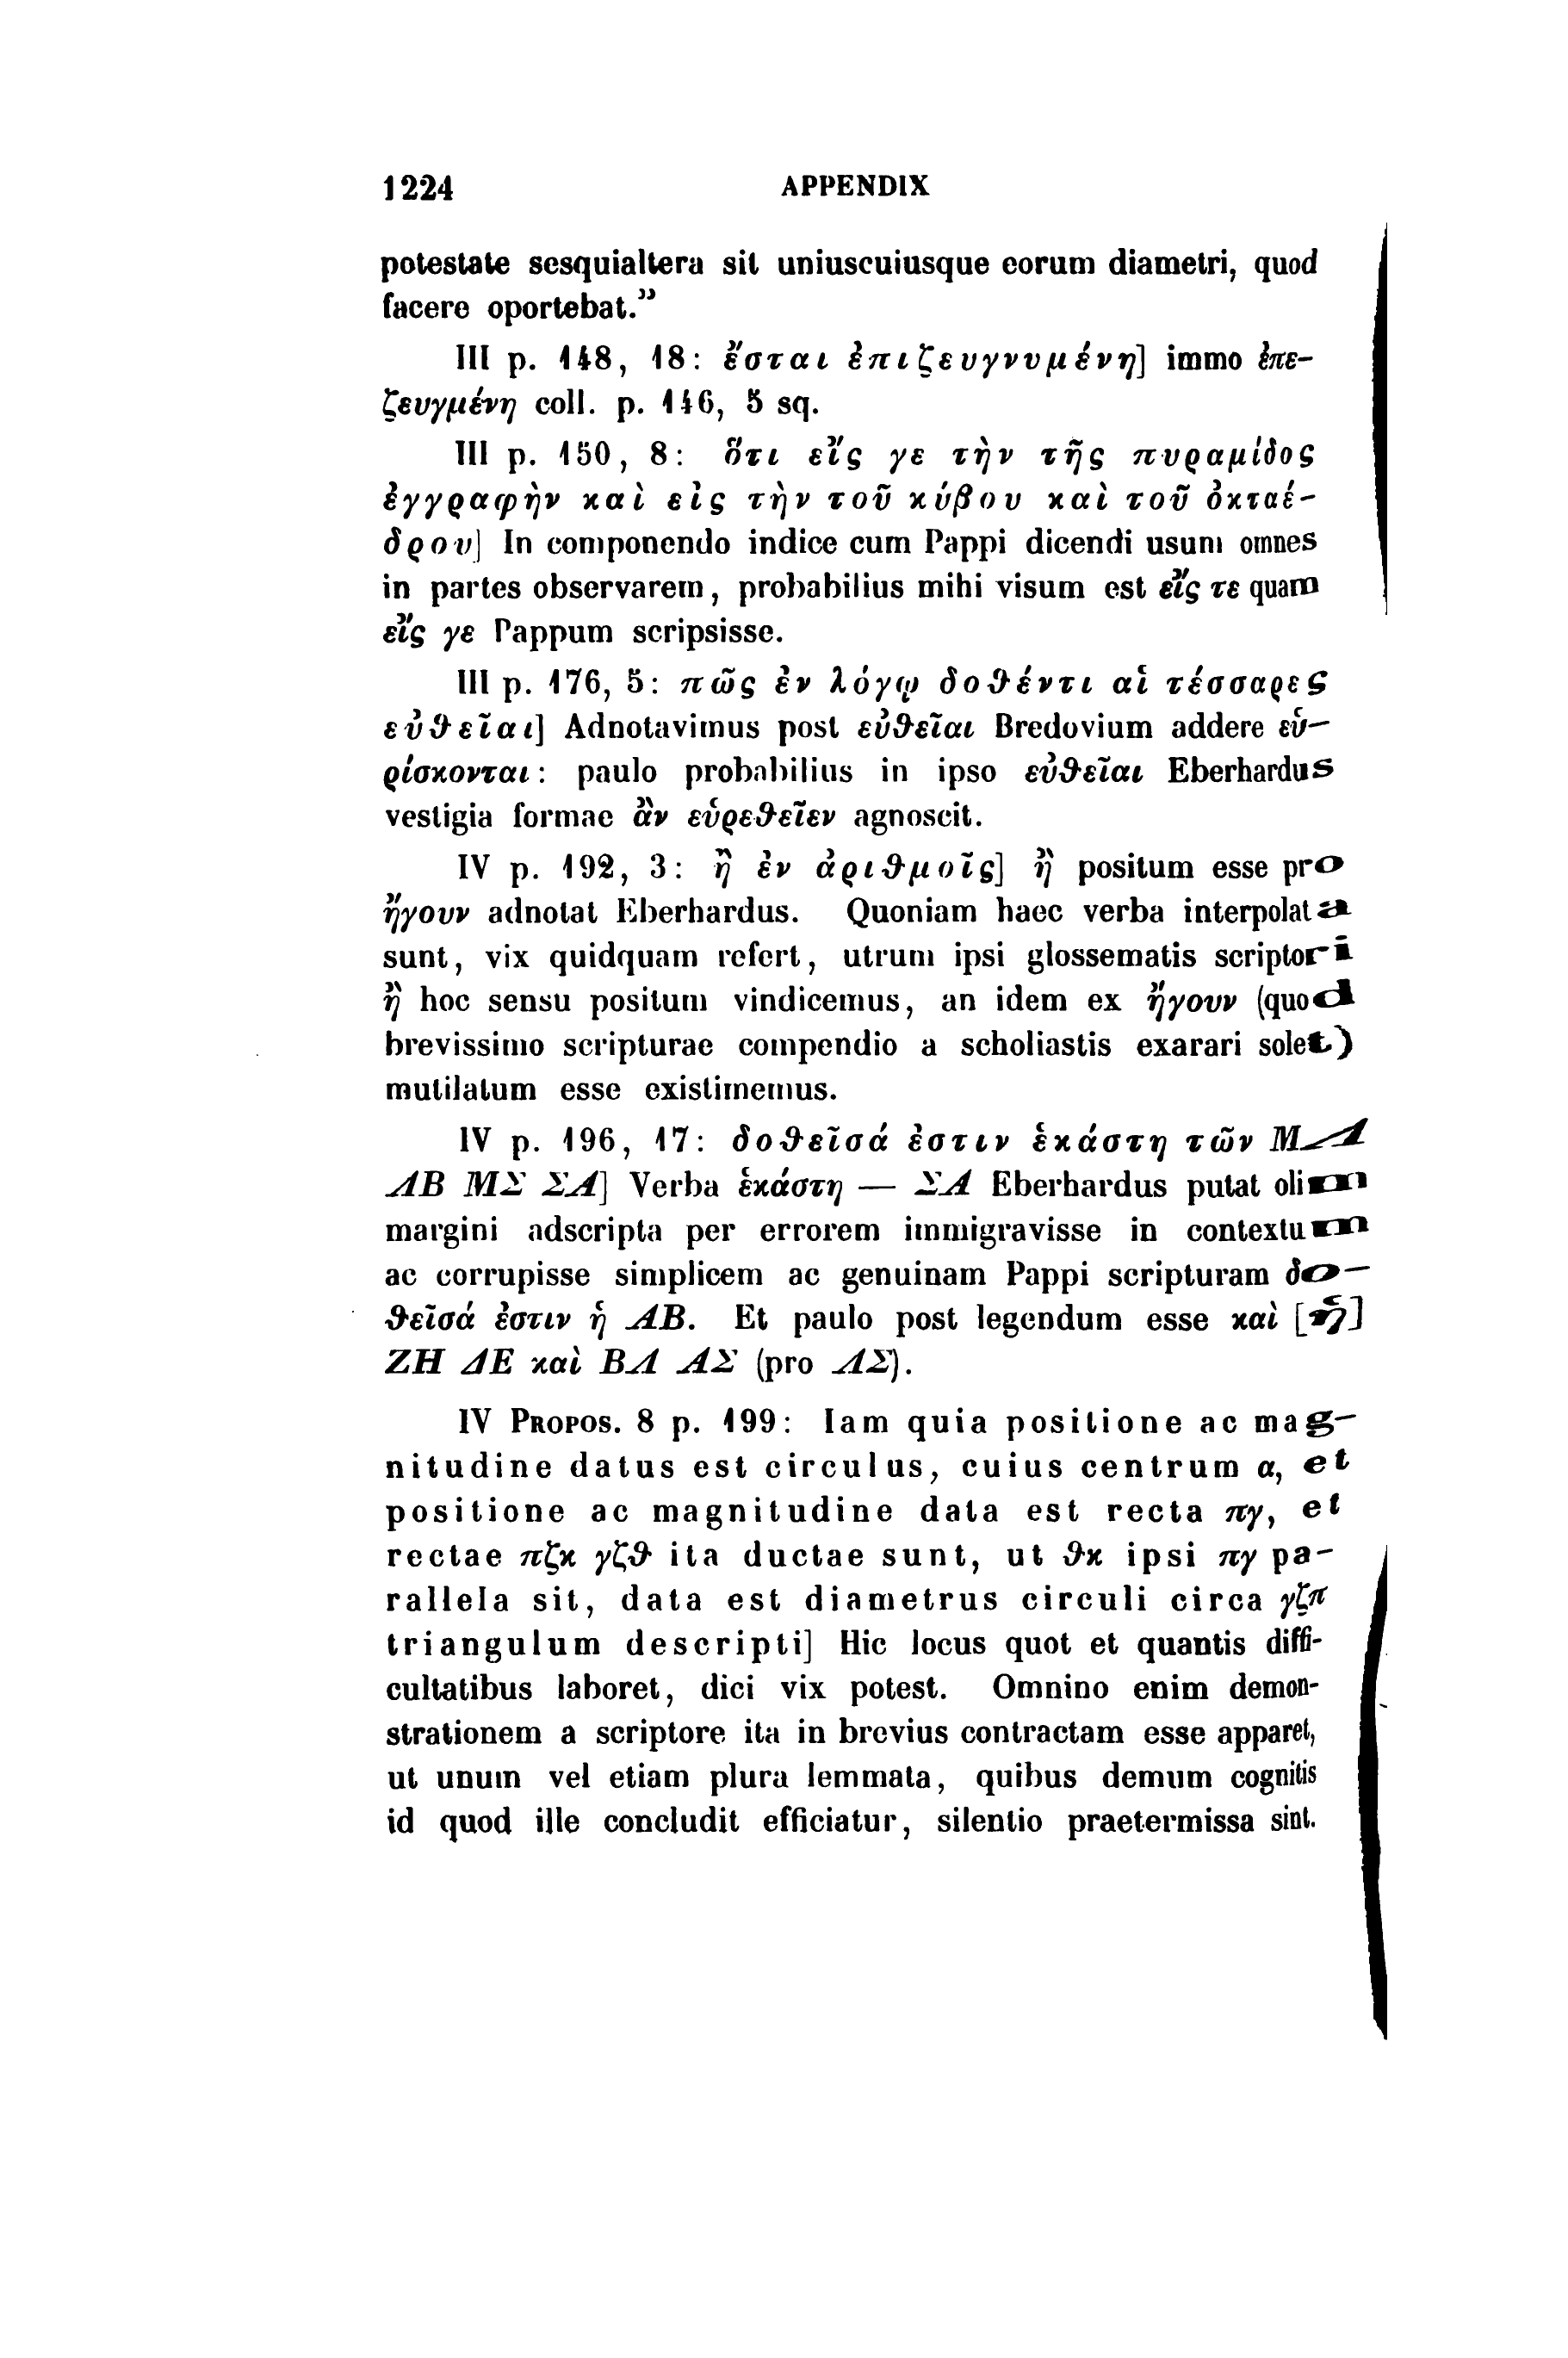 1224 APPENDIX
potestate sesquialtera sit uniuscuiusque eorum diametri, quod
facere oportebat."
III p. 148, 18: ἔσται ἐπιζευγνυμένη] immo ἐπε-
ζευγμένη coll. p. 146, 5 sq.
III p. 150, 8: ὅτι εἴς γε τὴν τῆς πυραμίδος
ἐγγραφὴν καὶ εἰς τὴν τοῦ κύβου καὶ τοῦ ὀκταέ-
δρου] In componendo indice cum Pappi dicendi usum omnes
in partes observarem, probabilius mihi visum est εἴς τε quam
εἴς γε Pappum scripsisse.
III p. 176, 5: πῶς ἐν λόγῳ δοθέντι αἱ τέσσαρες
εὐθεῖαι] Adnotavimus post εὐθεῖαι Bredovium addere εὑ-
ρίσκονται: paulo probabilius in ipso εὐθεῖαι Eberhardus
vestigia formae ἂν εὑρεθεῖεν agnoscit.
IV p. 192, 3: ἢ ἐν ἀριθμοῖς] ἢ positum esse pro
ἤγουν adnotat Eberhardus. Quoniam haec verba interpolata
sunt, vix quidquam refert, utrum ipsi glossematis scriptori
ἢ hoc sensu positum vindicemus, an idem ex ἤγουν (quod
brevissimo scripturae compendio a scholiastis exarari solet)
mutilatum esse existimemus.
IV p. 196, 17: δοθεῖσά ἐστιν ἑκάστη τῶν ΜΛ
ΛΒ ΜΣ ΣΛ] Verba ἑκάστη — ΣΛ Eberhardus putat olim
margini adscripta per errorem immigravisse in contextum
ac corrupisse simplicem ac genuinam Pappi scripturam δο-
θεῖσά ἐστιν ἡ ΑΒ. Et paulo post legendum esse καὶ [ἡ]
ΖΗ ΔΕ καὶ ΒΑ ΑΣ (pro ΛΣ).
IV PROPOS. 8 p. 199: Iam quia positione ac mag-
nitudine datus est circulus, cuius centrum α, et
positione ac magnitudine data est recta πγ, et
rectae πζκ γζθ ita ductae sunt, ut θκ ipsi πγ pa-
rallela sit, data est diametrus circuli circa γζπ
triangulum descripti] Hic locus quot et quantis diffi-
cultatibus laboret, dici vix potest. Omnino enim demon-
strationem a scriptore ita in brevius contractam esse apparet,
ut unum vel etiam plura lemmata, quibus demum cognitis
id quod ille concludit efficiatur, silentio praetermissa sint.